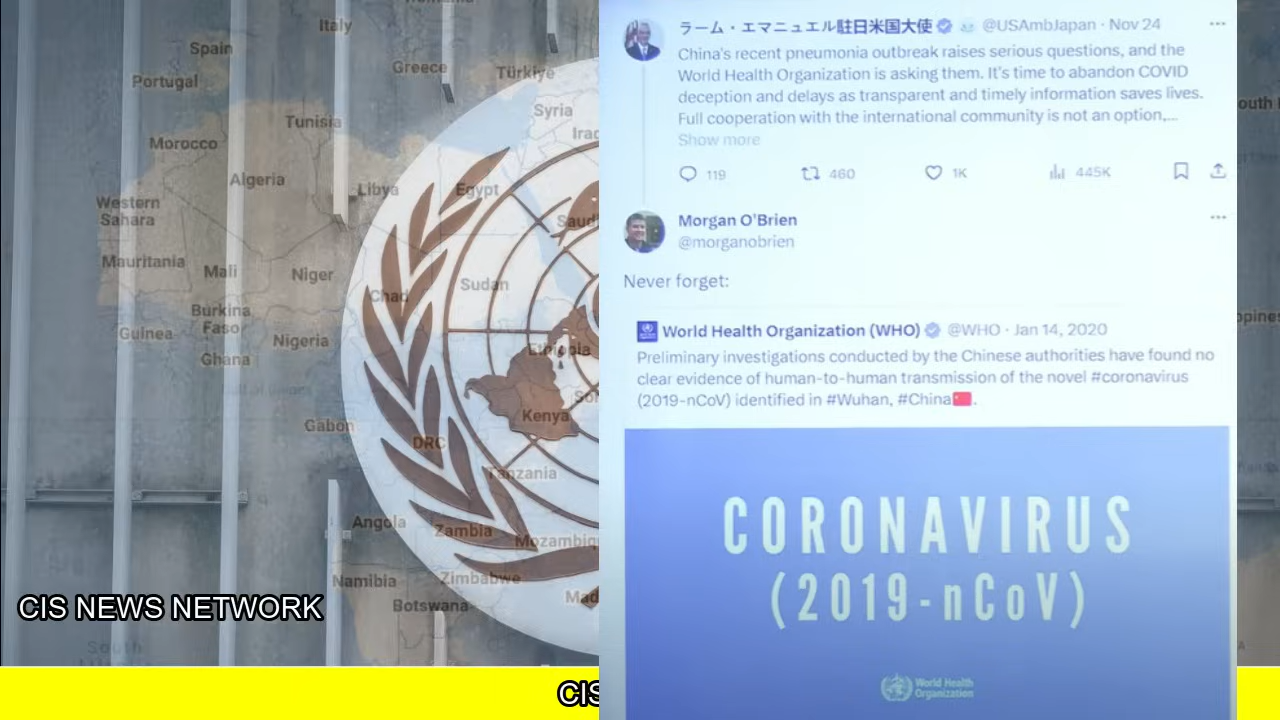 Italy
Spain
Greece
Türkiye
Portugal
Syria
Tunisia
Iraq
Morocco
Algeria
Libya
Egypt
Western
Sahara
Mauritania
Mali
Niger
Sudan
Chad
Burkina
Faso
Guinea
Nigeria
Ghana
Ethiopia
Gabon
Kenya
DRC
Tanzania
Angola
Zambia
Namibia
Zimbabwe
Botswana
South
CIS NEWS NETWORK
CIS
ラーム・エマニュエル駐日米国大使 @USAmbJapan · Nov 24
China's recent pneumonia outbreak raises serious questions, and the
World Health Organization is asking them. It's time to abandon COVID
deception and delays as transparent and timely information saves lives.
Full cooperation with the international community is not an option,...
Show more
119 460 1K 445K
Morgan O'Brien
@morganobrien
Never forget:
World Health Organization (WHO) @WHO · Jan 14, 2020
Preliminary investigations conducted by the Chinese authorities have found no
clear evidence of human-to-human transmission of the novel #coronavirus
(2019-nCoV) identified in #Wuhan, #China🇨🇳.
CORONAVIRUS
(2019-nCoV)
World Health
Organization